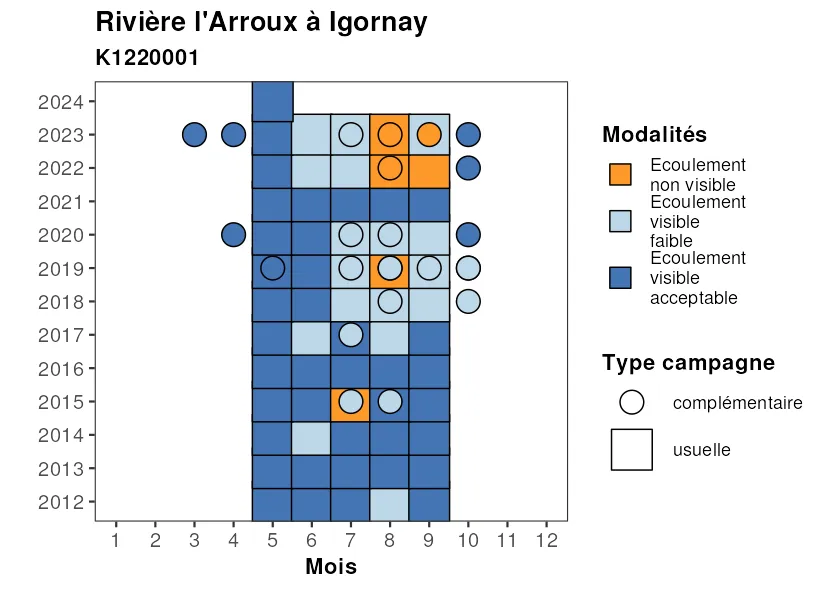 Rivière l'Arroux à Igornay
K1220001
2024
2023
2022
2021
2020
2019
2018
2017
2016
2015
2014
2013
2012
1 2 3 4 5 6 7 8 9 10 11 12
Mois
Modalités
Ecoulement
non visible
Ecoulement
visible
faible
Ecoulement
visible
acceptable
Type campagne
complémentaire
usuelle